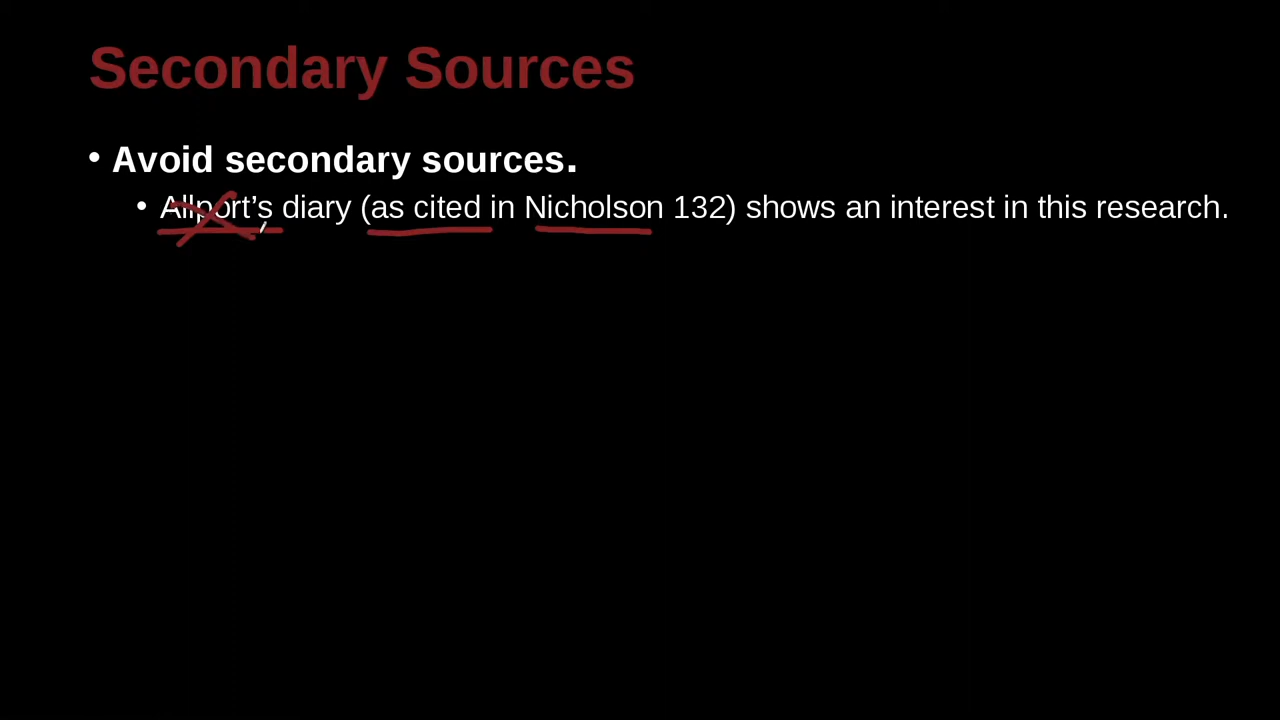 Secondary Sources
• Avoid secondary sources.
• Allport’s diary (as cited in Nicholson 132) shows an interest in this research.